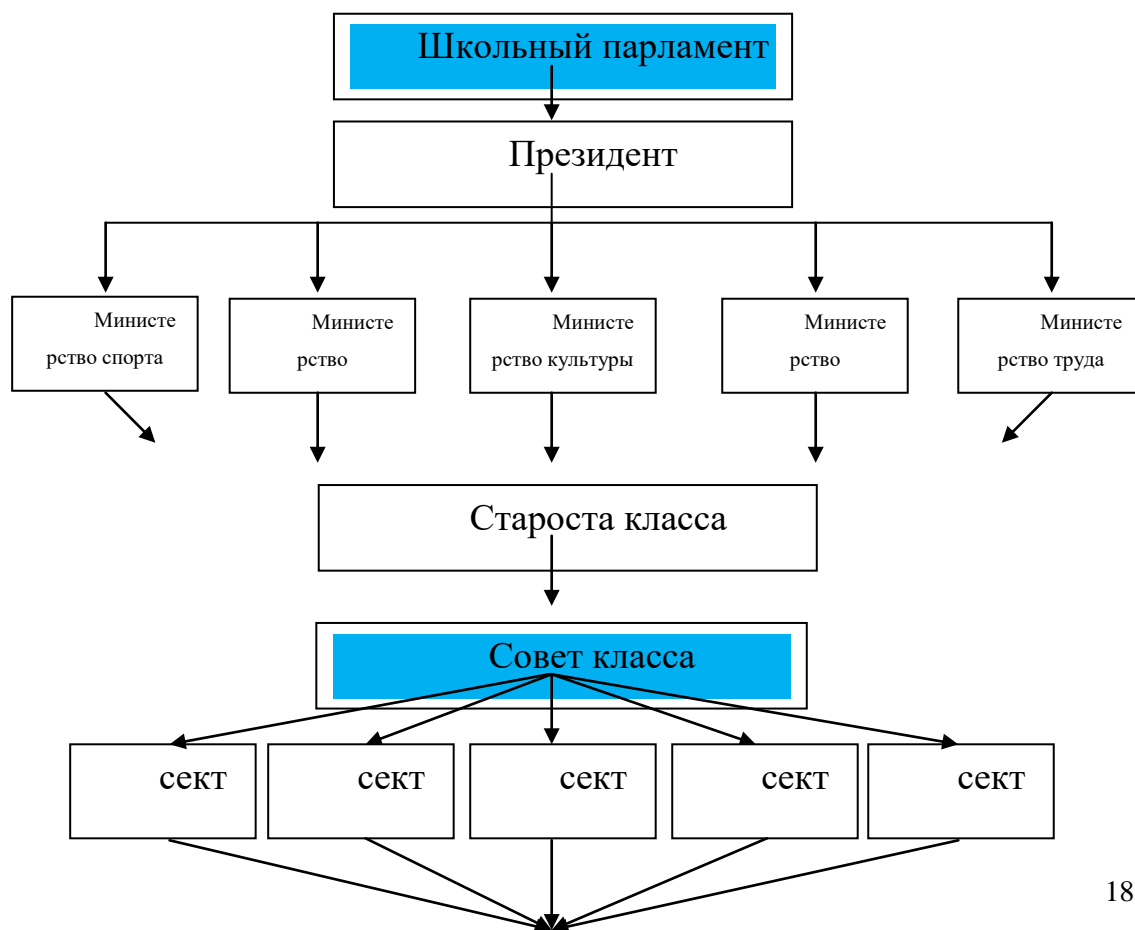 Школьный парламент
Президент
Министе
рство спорта
Министе
рство
Министе
рство культуры
Министе
рство
Министе
рство труда
Староста класса
Совет класса
сект
сект
сект
сект
сект
18